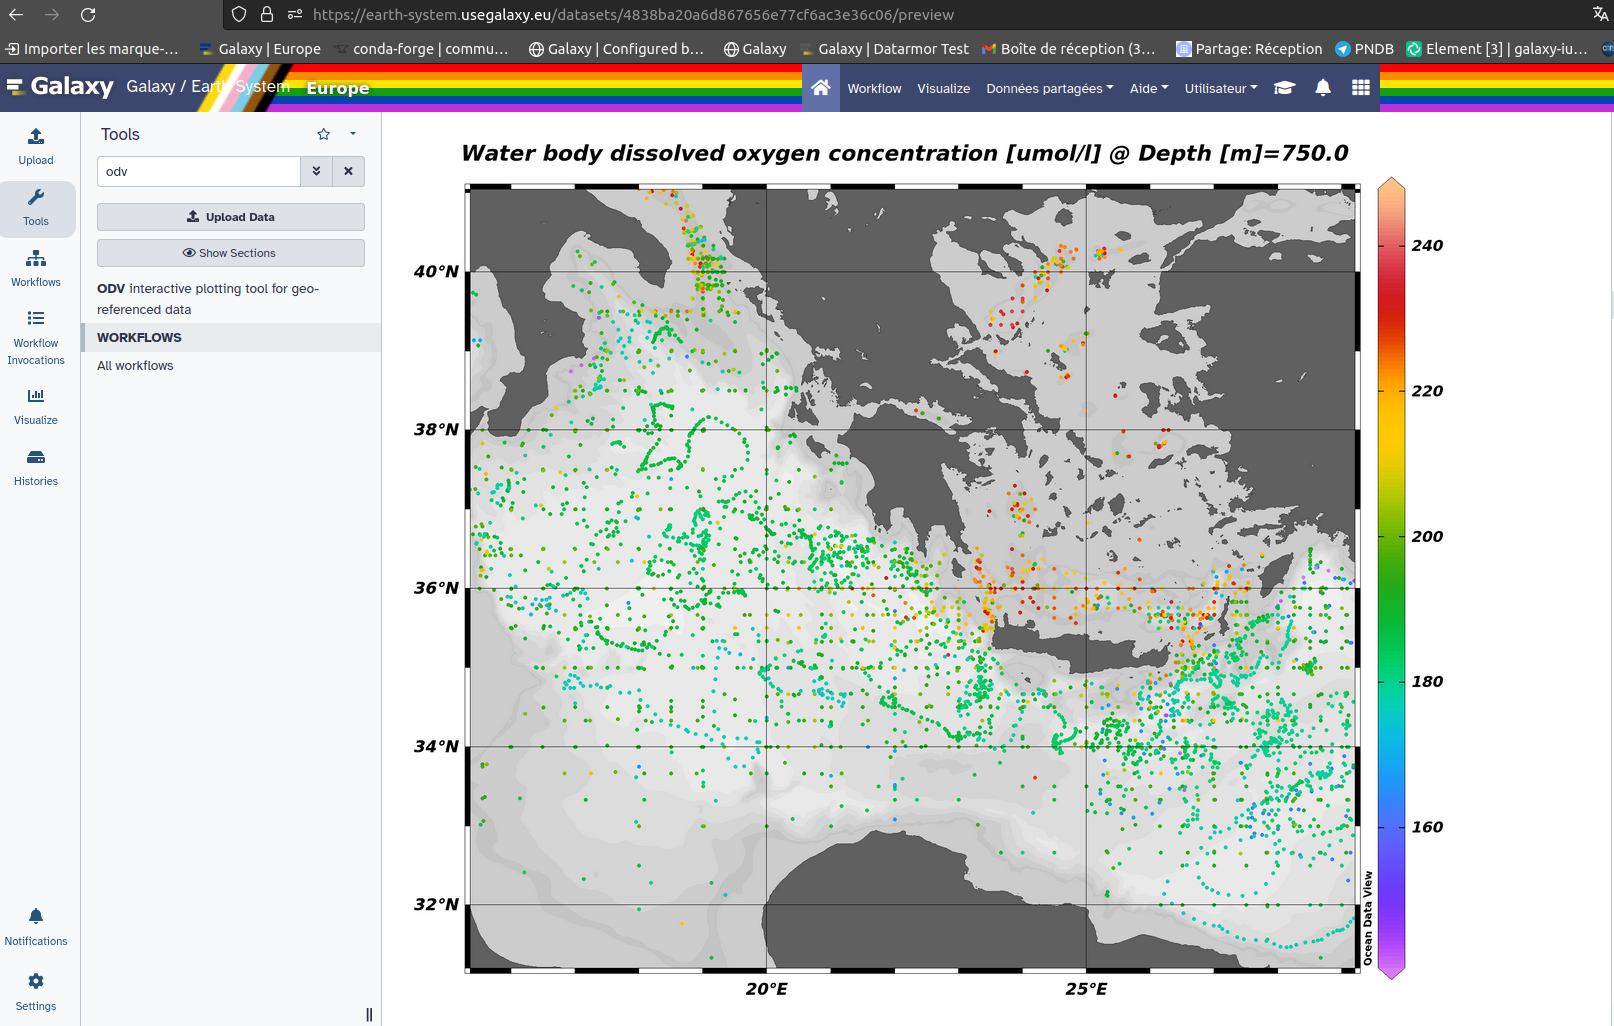 https://earth-system.usegalaxy.eu/datasets/4838ba20a6d867656e77cf6ac3e36c06/preview
Importer les marque-… Galaxy | Europe conda-forge | commu… Galaxy | Configured b… Galaxy Galaxy | Datarmor Test Boîte de réception (3… Partage: Réception PNDB Element [3] | galaxy-iu…
Galaxy Galaxy / Earth System Europe Workflow Visualize Données partagées Aide Utilisateur
Upload
Tools
Workflows
Workflow
Invocations
Visualize
Histories
Notifications
Settings
Tools
odv
Upload Data
Show Sections
ODV interactive plotting tool for geo-
referenced data
WORKFLOWS
All workflows
Water body dissolved oxygen concentration [umol/l] @ Depth [m]=750.0
40°N
38°N
36°N
34°N
32°N
20°E
25°E
240
220
200
180
160
Ocean Data View